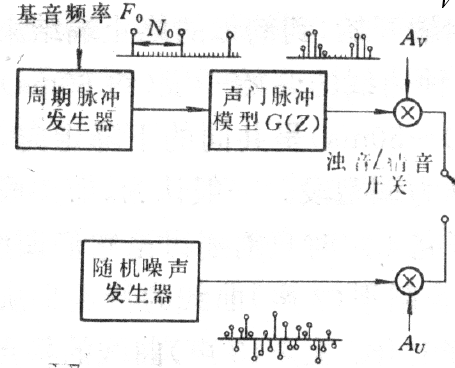 基音频率 F₀
N₀
A_V
周期脉冲
发生器
声门脉冲
模型 G(Z)
浊音/清音
开关
随机噪声
发生器
A_U